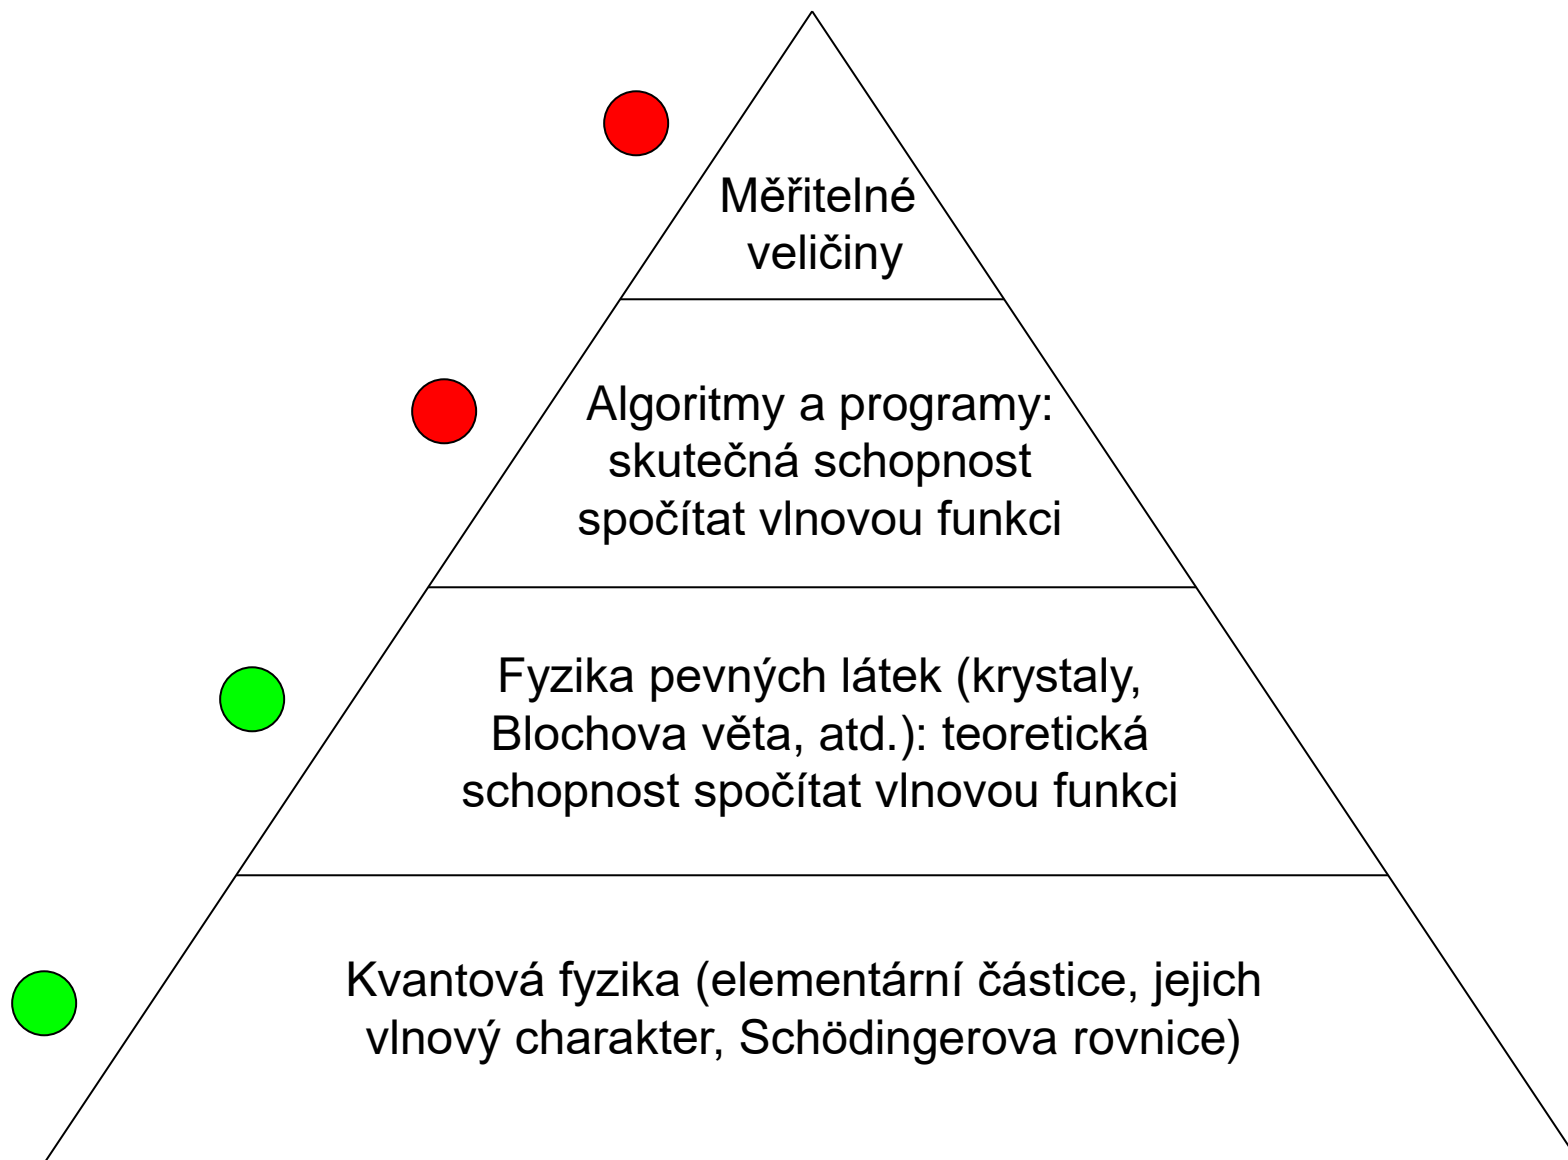 Měřitelné
veličiny
Algoritmy a programy:
skutečná schopnost
spočítat vlnovou funkci
Fyzika pevných látek (krystaly,
Blochova věta, atd.): teoretická
schopnost spočítat vlnovou funkci
Kvantová fyzika (elementární částice, jejich
vlnový charakter, Schödingerova rovnice)